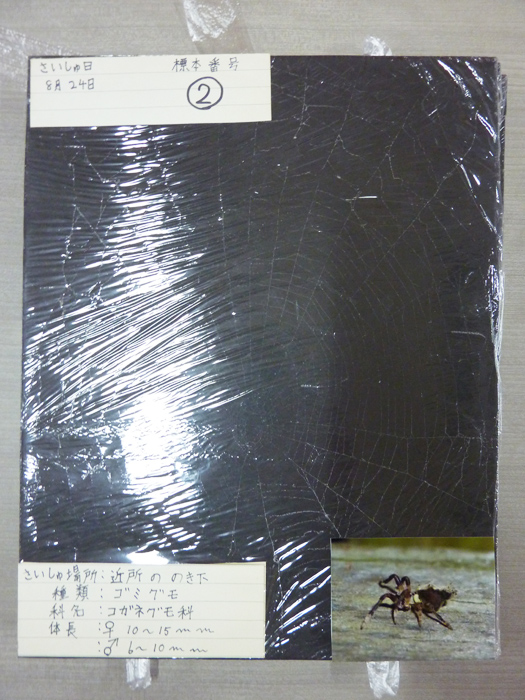 さいしゅ日 標本番号
8月24日 ②
さいしゅ場所:近所ののき下
種類:ゴミグモ
科名:コガネグモ科
体長:♀10〜15mm
:♂6〜10mm